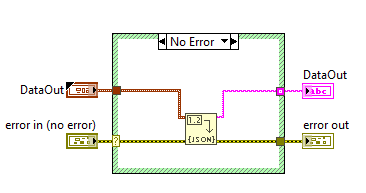 No Error
DataOut
DataOut
abc
error in (no error)
1.2
{JSON}
error out
?